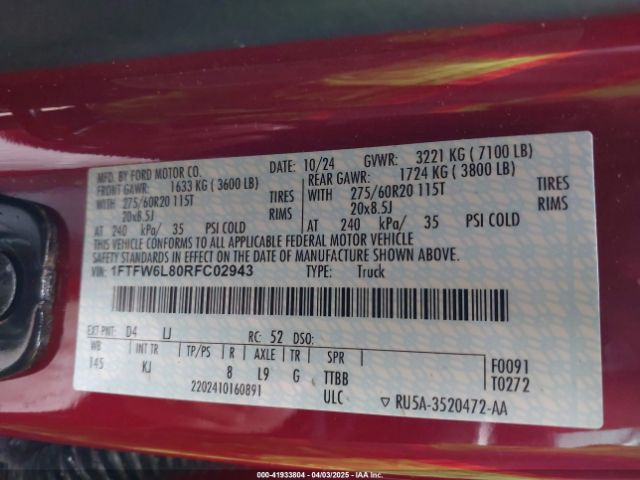 MFD. BY FORD MOTOR CO.
DATE: 10/24 GVWR: 3221 KG ( 7100 LB)
FRONT GAWR: 1633 KG ( 3600 LB)
REAR GAWR: 1724 KG ( 3800 LB)
WITH 275/60R20 115T TIRES
WITH 275/60R20 115T TIRES
20x8.5J RIMS
20x8.5J RIMS
AT 240 kPa/ 35 PSI COLD
AT 240 kPa/ 35 PSI COLD
THIS VEHICLE CONFORMS TO ALL APPLICABLE FEDERAL MOTOR VEHICLE
SAFETY STANDARDS IN EFFECT ON THE DATE OF MANUFACTURE SHOWN ABOVE.
VIN: 1FTFW6L80RFC02943 TYPE: Truck
EXT PNT: D4 LJ RC: 52 DSO:
WB INT TR TP/PS R AXLE TR SPR
145 KJ 8 L9 G TTBB
2202410160891 ULC
F0091
T0272
RU5A-3520472-AA
000-41933804 - 04/03/2025 - IAA Inc.